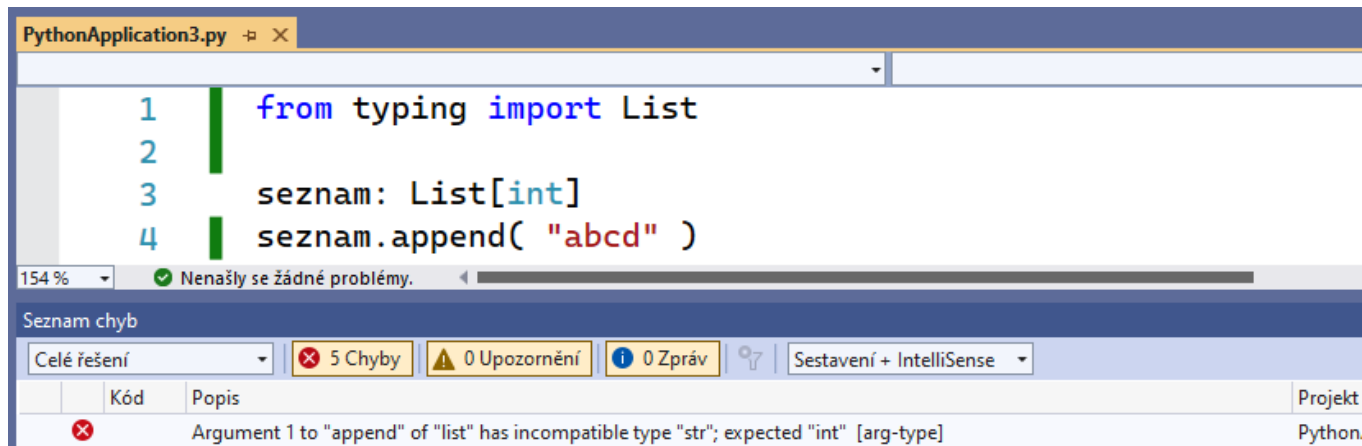 PythonApplication3.py
1 from typing import List
2
3 seznam: List[int]
4 seznam.append( "abcd" )
154 % Nenašly se žádné problémy.
Seznam chyb
Celé řešení 5 Chyby 0 Upozornění 0 Zpráv Sestavení + IntelliSense
Kód Popis Projekt
Argument 1 to "append" of "list" has incompatible type "str"; expected "int" [arg-type] Python